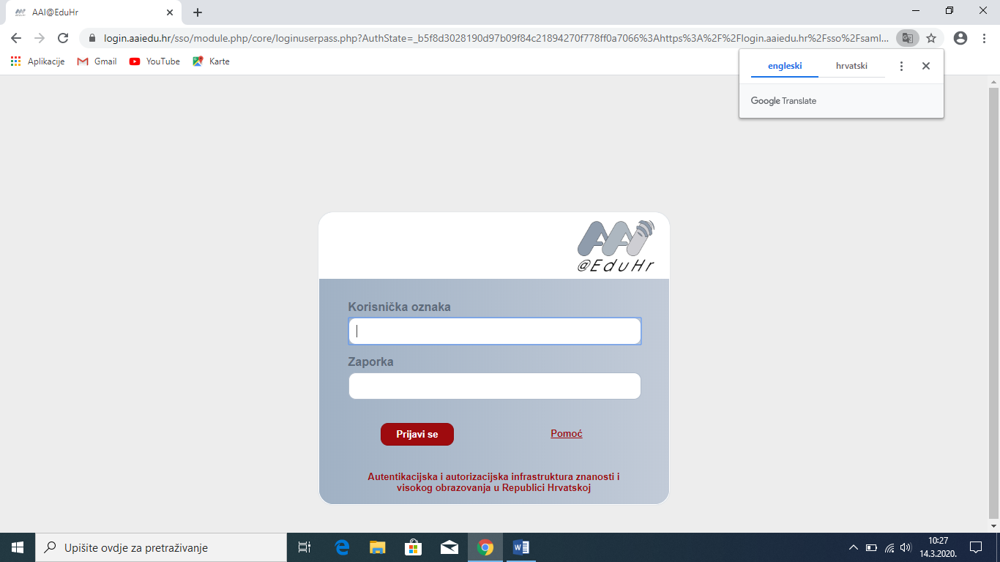 AAI@EduHr
login.aaiedu.hr/sso/module.php/core/loginuserpass.php?AuthState=_b5f8d3028190d97b09f84c21894270f778ff0a7066%3Ahttps%3A%2F%2Flogin.aaiedu.hr%2Fsso%2Fsaml...
Aplikacije Gmail YouTube Karte
engleski hrvatski
Google Translate
AAI
@EduHr
Korisnička oznaka
Zaporka
Prijavi se Pomoć
Autentikacijska i autorizacijska infrastruktura znanosti i
visokog obrazovanja u Republici Hrvatskoj
Upišite ovdje za pretraživanje
10:27
14.3.2020.